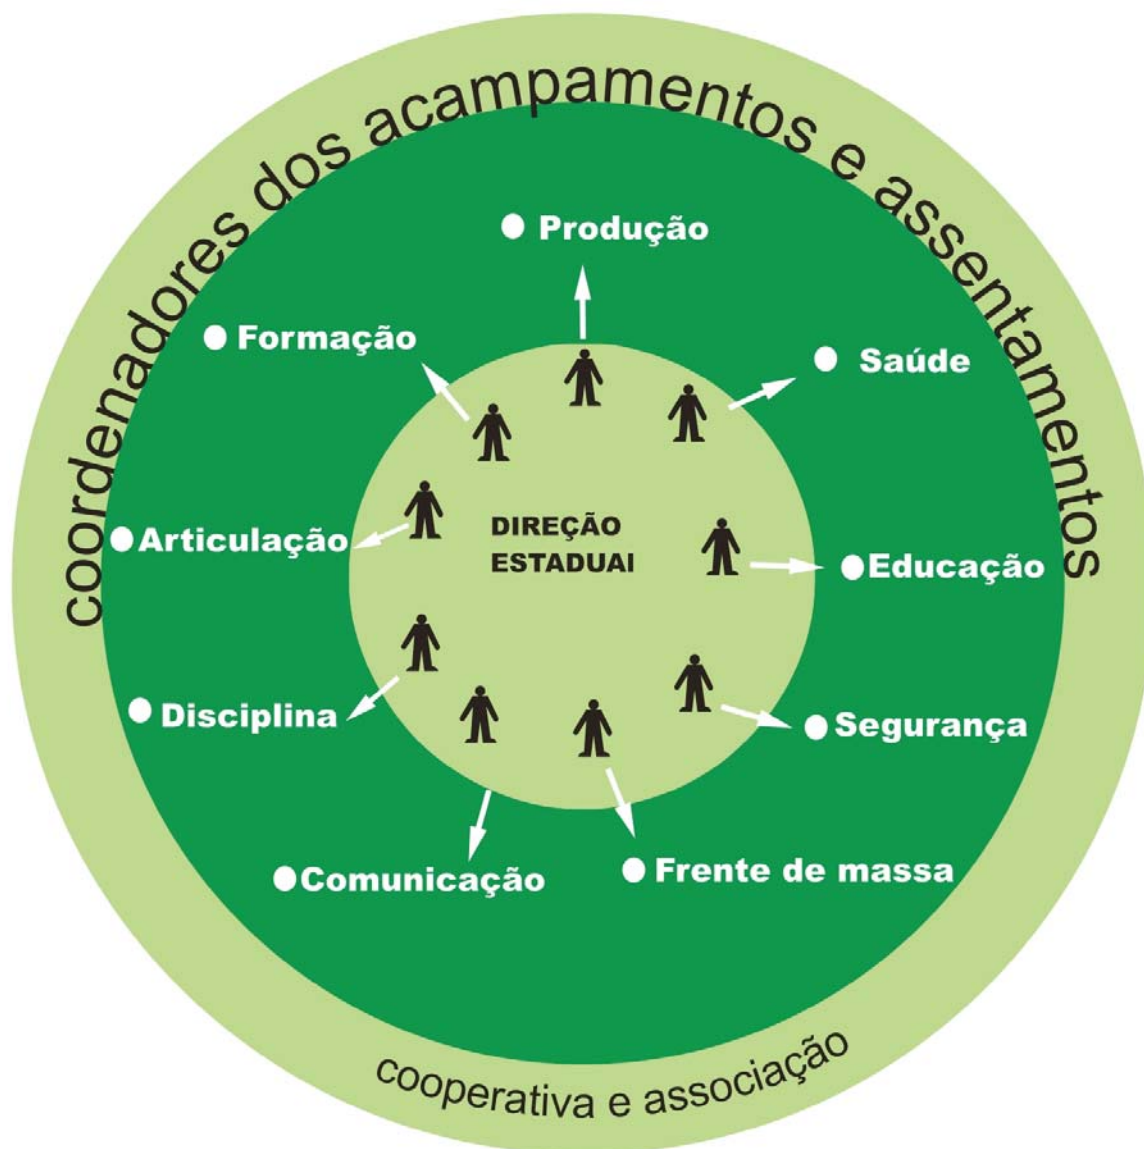 coordenadores dos acampamentos e assentamentos
Produção
Formação
Saúde
DIREÇÃO
ESTADUAI
Articulação
Educação
Disciplina
Segurança
Comunicação
Frente de massa
cooperativa e associação